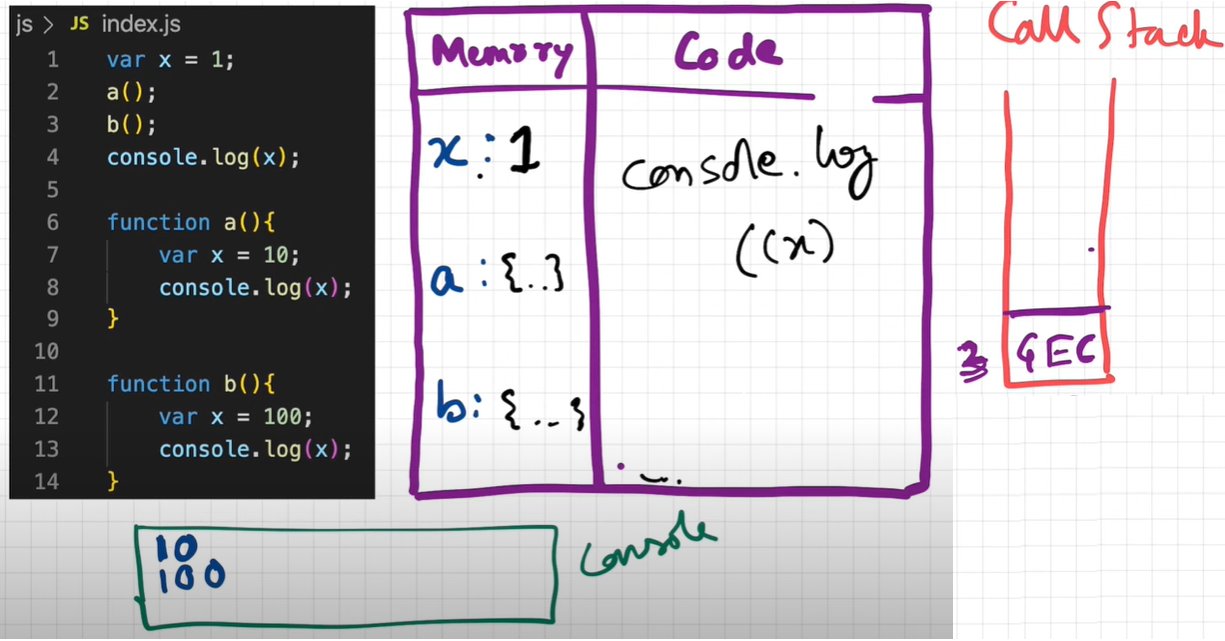 js > JS index.js
1 var x = 1;
2 a();
3 b();
4 console.log(x);
5
6 function a(){
7 var x = 10;
8 console.log(x);
9 }
10
11 function b(){
12 var x = 100;
13 console.log(x);
14 }
Memory Code
x : 1
console.log
((x)
a : {..}
b : {...}
Call Stack
GEC
10
100
Console